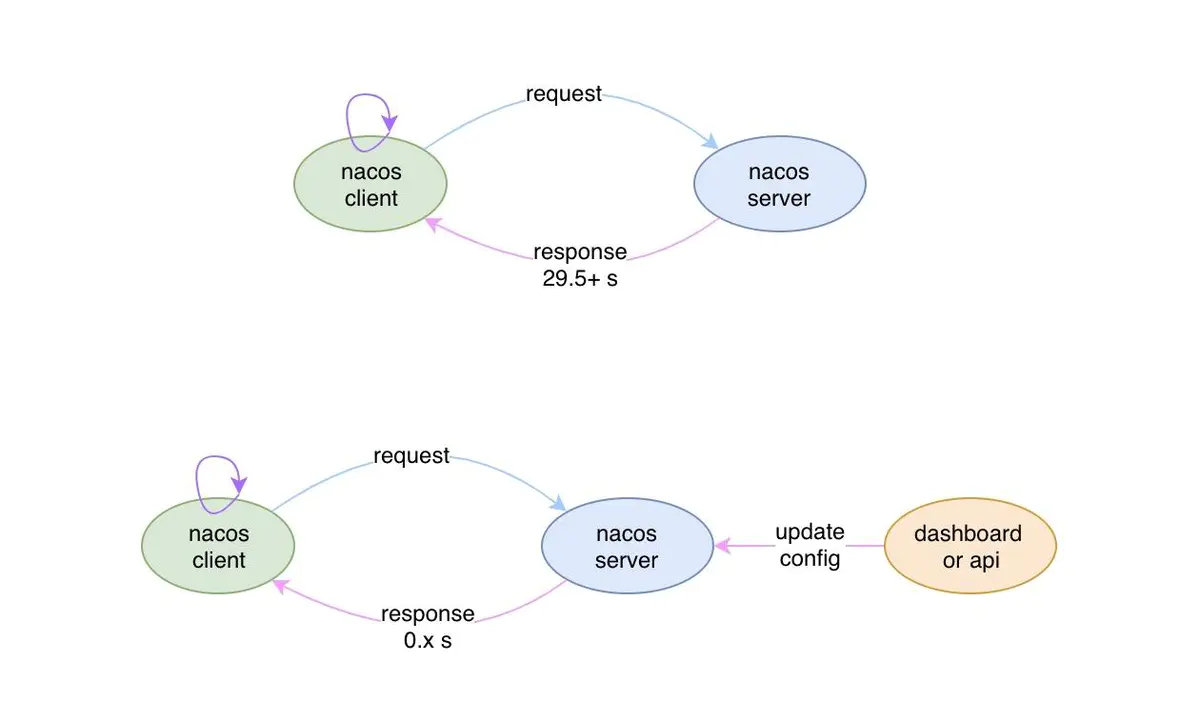 request
nacos
client
nacos
server
response
29.5+ s
request
nacos
client
nacos
server
update
config
dashboard
or api
response
0.x s